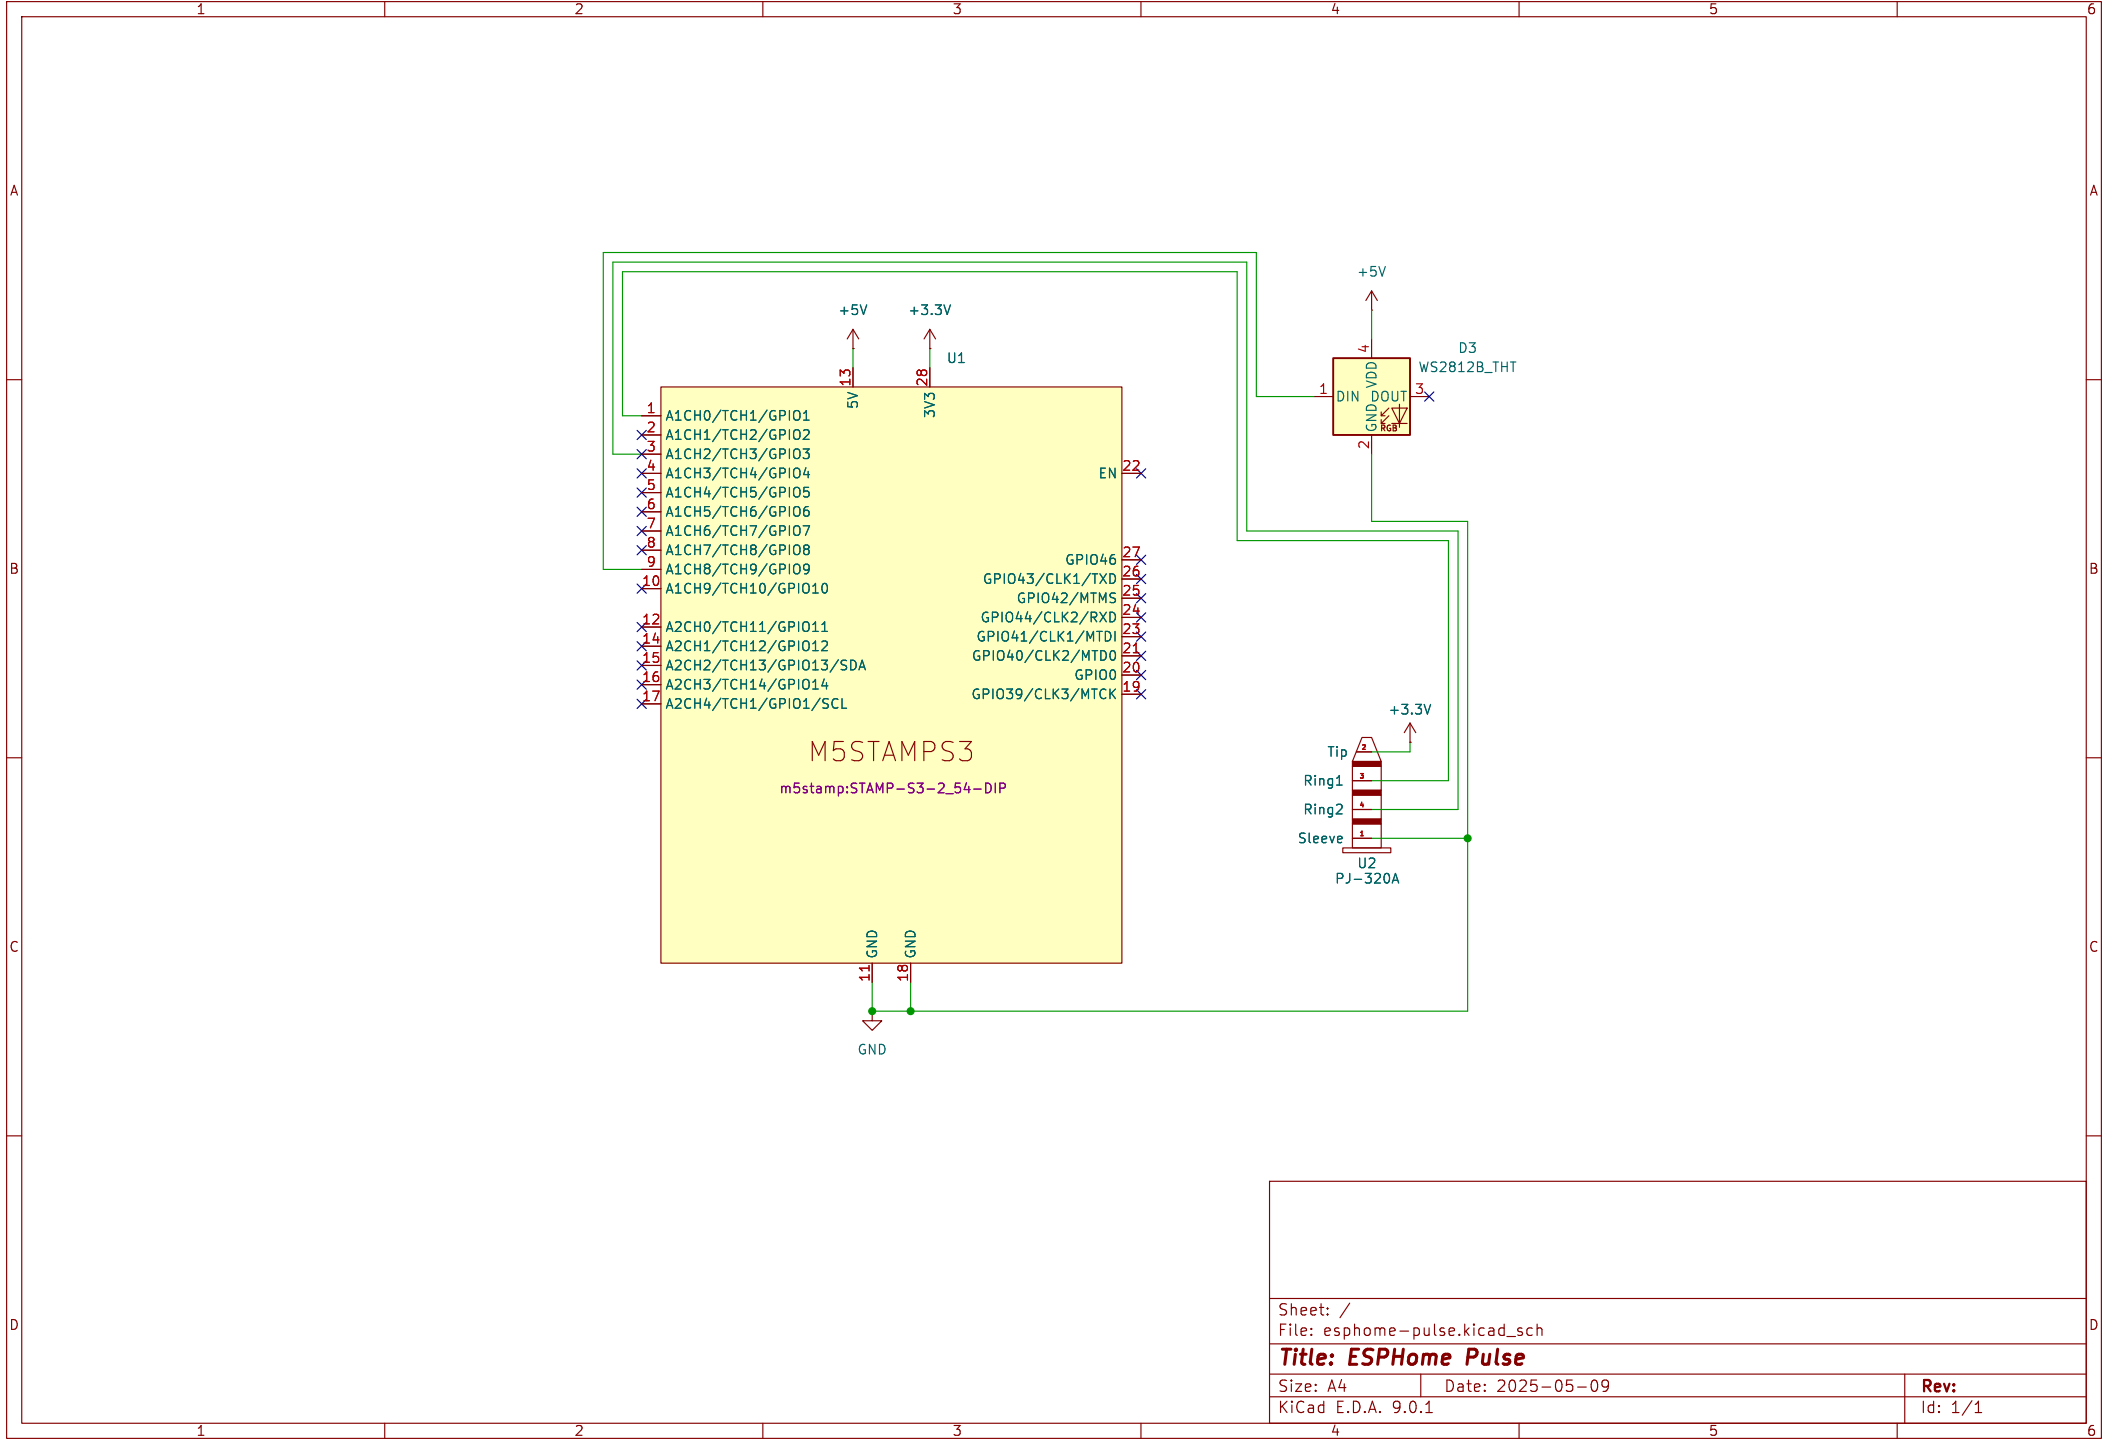 1 2 3 4 5 6
A A
+5V
+5V +3.3V
U1
D3
WS2812B_THT
13 28
5V 3V3
4
VDD
1 DIN DOUT 3
GND
RGB
2
1 A1CH0/TCH1/GPIO1
2 A1CH1/TCH2/GPIO2
3 A1CH2/TCH3/GPIO3
4 A1CH3/TCH4/GPIO4
5 A1CH4/TCH5/GPIO5
6 A1CH5/TCH6/GPIO6
7 A1CH6/TCH7/GPIO7
8 A1CH7/TCH8/GPIO8
9 A1CH8/TCH9/GPIO9
10 A1CH9/TCH10/GPIO10
12 A2CH0/TCH11/GPIO11
14 A2CH1/TCH12/GPIO12
15 A2CH2/TCH13/GPIO13/SDA
16 A2CH3/TCH14/GPIO14
17 A2CH4/TCH1/GPIO1/SCL
EN 22
GPIO46 27
GPIO43/CLK1/TXD 26
GPIO42/MTMS 25
GPIO44/CLK2/RXD 24
GPIO41/CLK1/MTDI 23
GPIO40/CLK2/MTD0 21
GPIO0 20
GPIO39/CLK3/MTCK 19
B B
M5STAMPS3
m5stamp:STAMP-S3-2_54-DIP
+3.3V
Tip 2
Ring1 3
Ring2 4
Sleeve 1
U2
PJ-320A
C C
GND GND
11 18
GND
D D
Sheet: /
File: esphome-pulse.kicad_sch
Title: ESPHome Pulse
Size: A4 Date: 2025-05-09 Rev:
KiCad E.D.A. 9.0.1 Id: 1/1
1 2 3 4 5 6